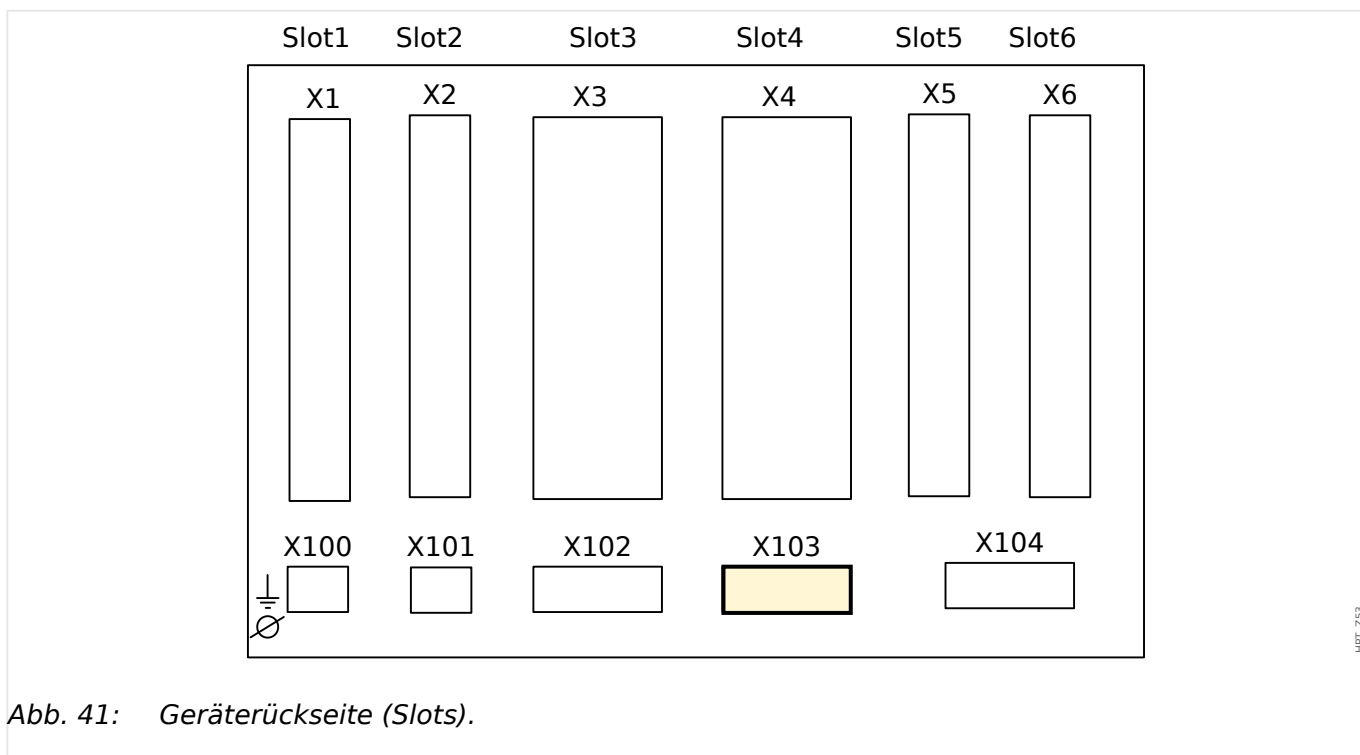 Slot1 Slot2 Slot3 Slot4 Slot5 Slot6
X1 X2 X3 X4 X5 X6
X100 X101 X102 X103 X104
Abb. 41: Geräterückseite (Slots).